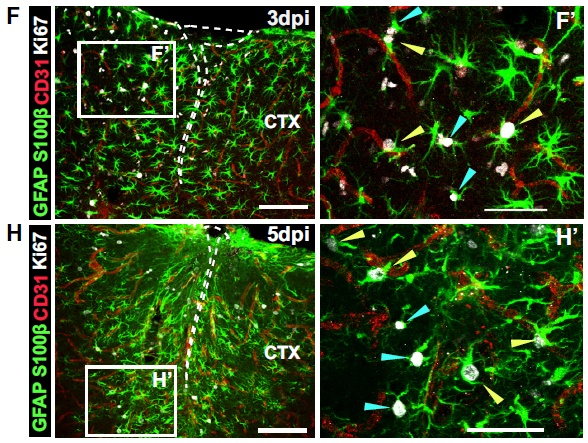 F
GFAP S100β CD31 Ki67
3dpi
F'
CTX
F'
H
GFAP S100β CD31 Ki67
5dpi
H'
CTX
H'